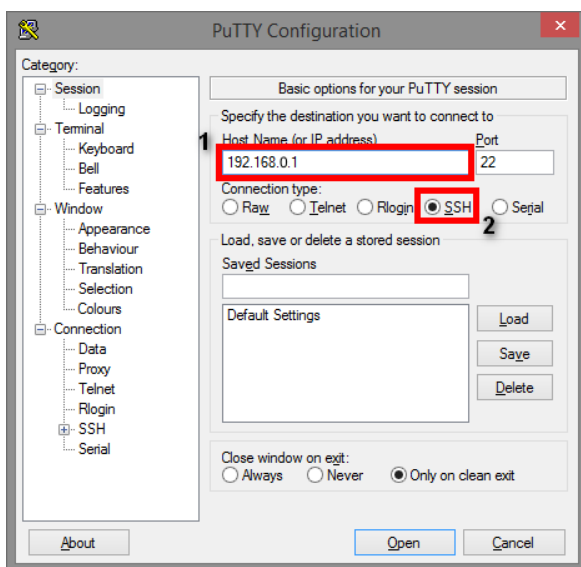 PuTTY Configuration
Category:
Session
Logging
Terminal
Keyboard
Bell
Features
Window
Appearance
Behaviour
Translation
Selection
Colours
Connection
Data
Proxy
Telnet
Rlogin
SSH
Serial
Basic options for your PuTTY session
Specify the destination you want to connect to
1
Host Name (or IP address) Port
192.168.0.1 22
Connection type:
Raw Telnet Rlogin SSH Serial
2
Load, save or delete a stored session
Saved Sessions
Default Settings
Load
Save
Delete
Close window on exit:
Always Never Only on clean exit
About Open Cancel